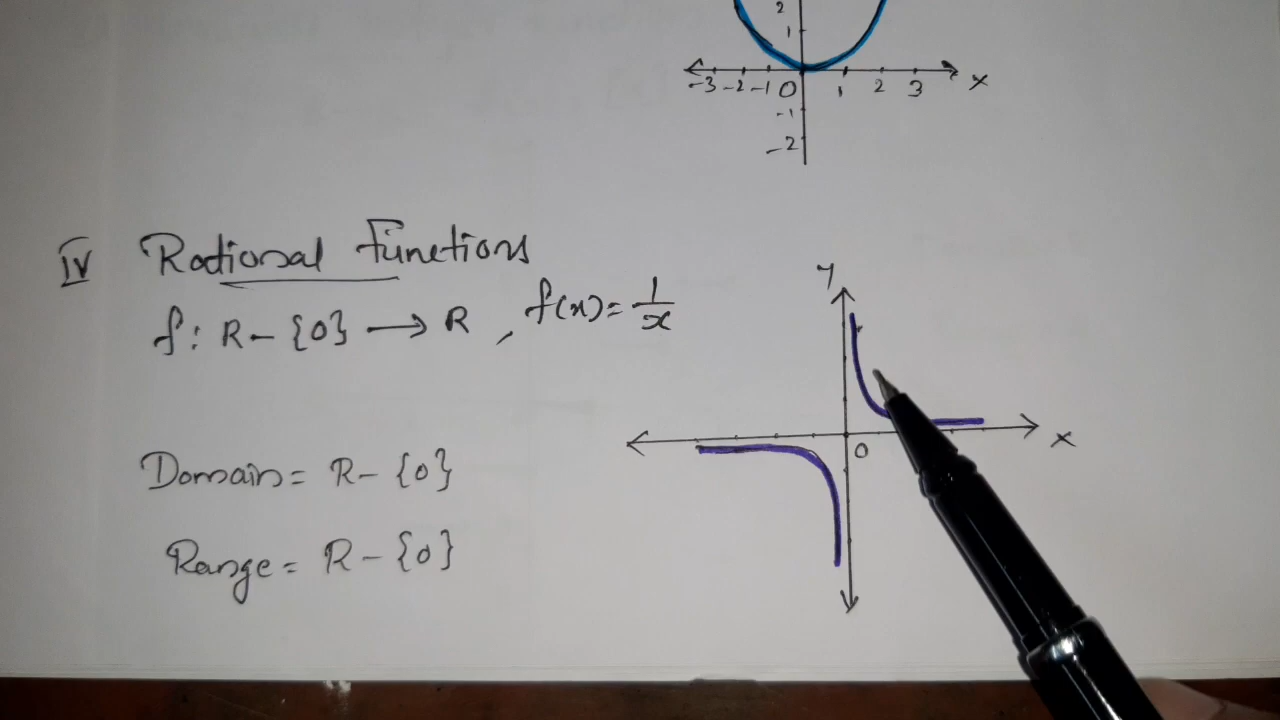 2
1
-3 -2 -1 0 1 2 3 x
-1
-2
IV Rational Functions
f: R - {0} → R, f(x) = 1/x
y
0 x
Domain = R - {0}
Range = R - {0}